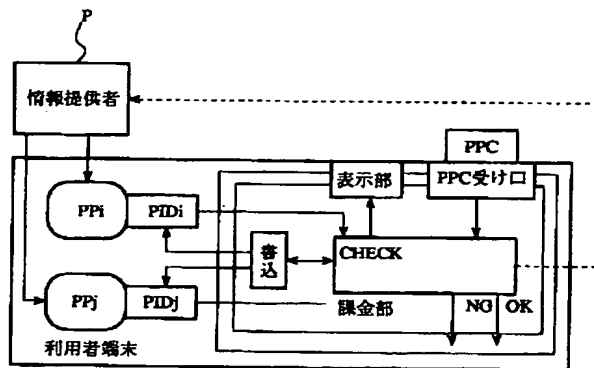 P
情報提供者
PPC
表示部
PPC受け口
PPi
PIDi
書込
CHECK
PPj
PIDj
課金部
NG
OK
利用者端末